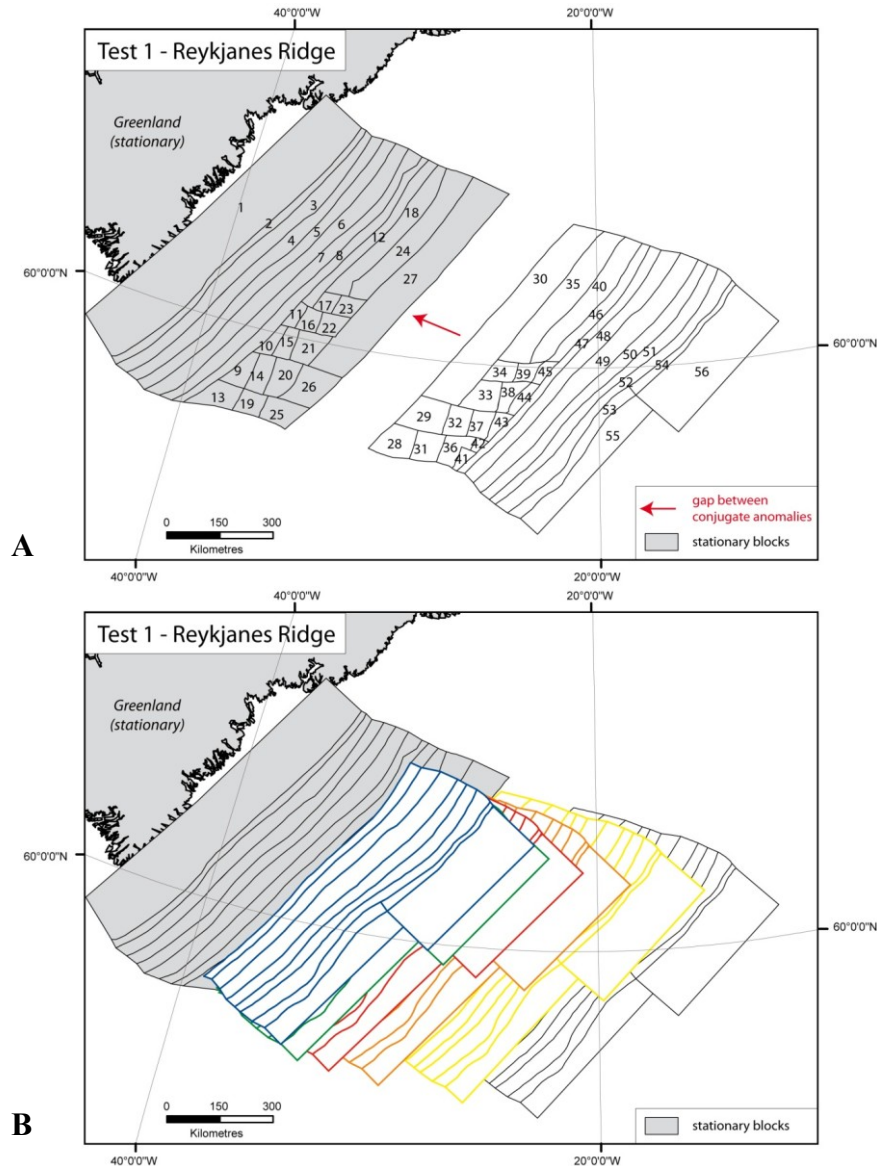 40°0'0"W
20°0'0"W
Test 1 - Reykjanes Ridge
Greenland
(stationary)
60°0'0"N
1
2
3
4
5
6
7
8
12
18
24
27
11
17
23
16
22
10
15
21
9
14
20
26
13
19
25
30
35
40
46
47
48
49
50
51
52
54
56
53
55
34
39
45
33
38
44
29
32
37
43
28
31
36
42
41
60°0'0"N
0 150 300
Kilometres
gap between
conjugate anomalies
stationary blocks
A
40°0'0"W
20°0'0"W
40°0'0"W
20°0'0"W
Test 1 - Reykjanes Ridge
Greenland
(stationary)
60°0'0"N
60°0'0"N
0 150 300
Kilometres
stationary blocks
B
40°0'0"W
20°0'0"W